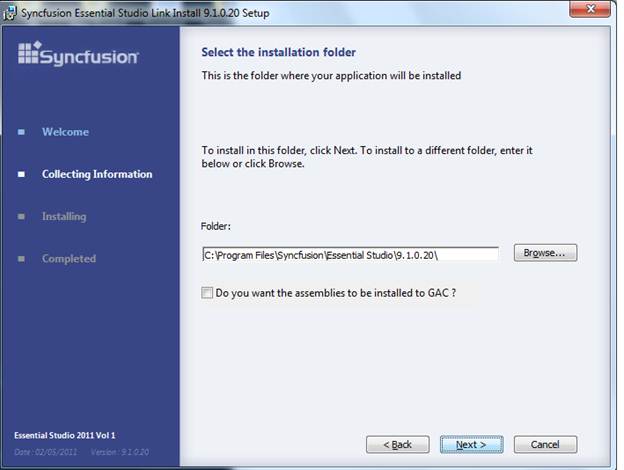 Syncfusion Essential Studio Link Install 9.1.0.20 Setup
Syncfusion
Welcome
Collecting Information
Installing
Completed
Essential Studio 2011 Vol 1
Date : 02/05/2011 Version : 9.1.0.20
Select the installation folder
This is the folder where your application will be installed
To install in this folder, click Next. To install to a different folder, enter it
below or click Browse.
Folder:
C:\Program Files\Syncfusion\Essential Studio\9.1.0.20\
Browse...
Do you want the assemblies to be installed to GAC ?
< Back
Next >
Cancel